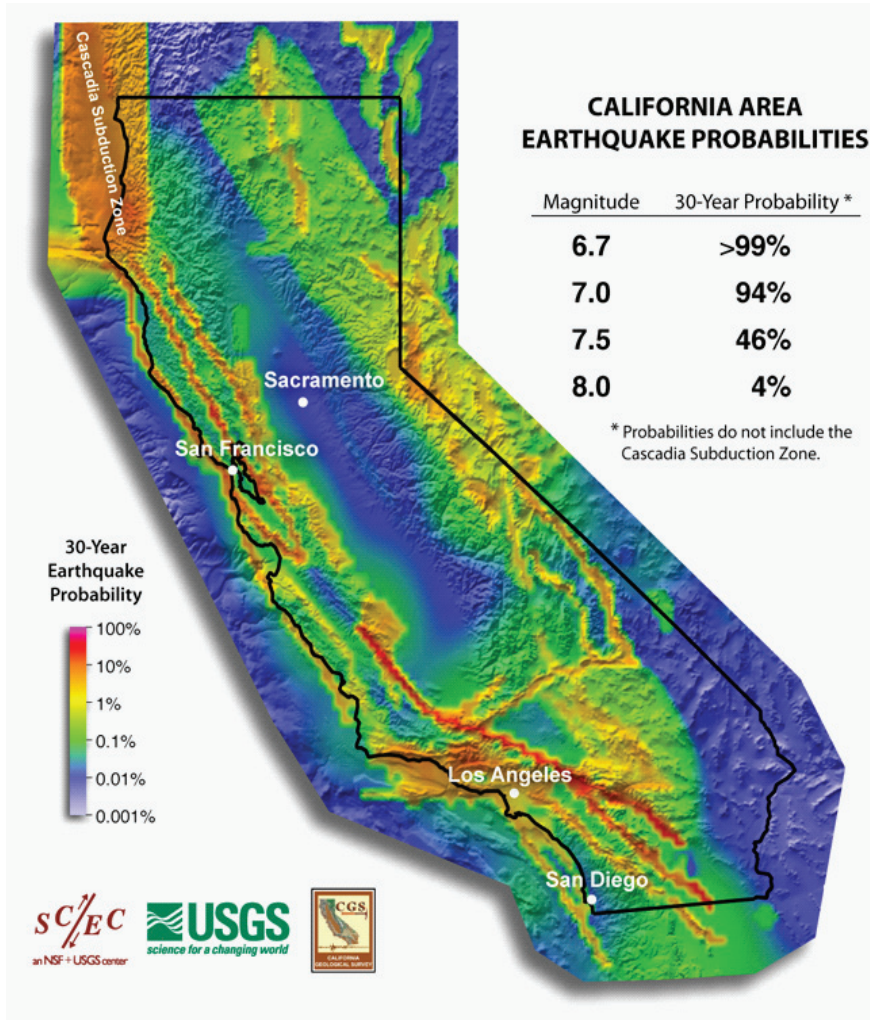 Cascadia Subduction Zone
CALIFORNIA AREA
EARTHQUAKE PROBABILITIES
Magnitude 30-Year Probability *
6.7 >99%
7.0 94%
7.5 46%
8.0 4%
* Probabilities do not include the
Cascadia Subduction Zone.
Sacramento
San Francisco
30-Year
Earthquake
Probability
100%
10%
1%
0.1%
0.01%
0.001%
Los Angeles
San Diego
SC/EC
an NSF+USGS center
USGS
science for a changing world
CGS
CALIFORNIA
GEOLOGICAL SURVEY